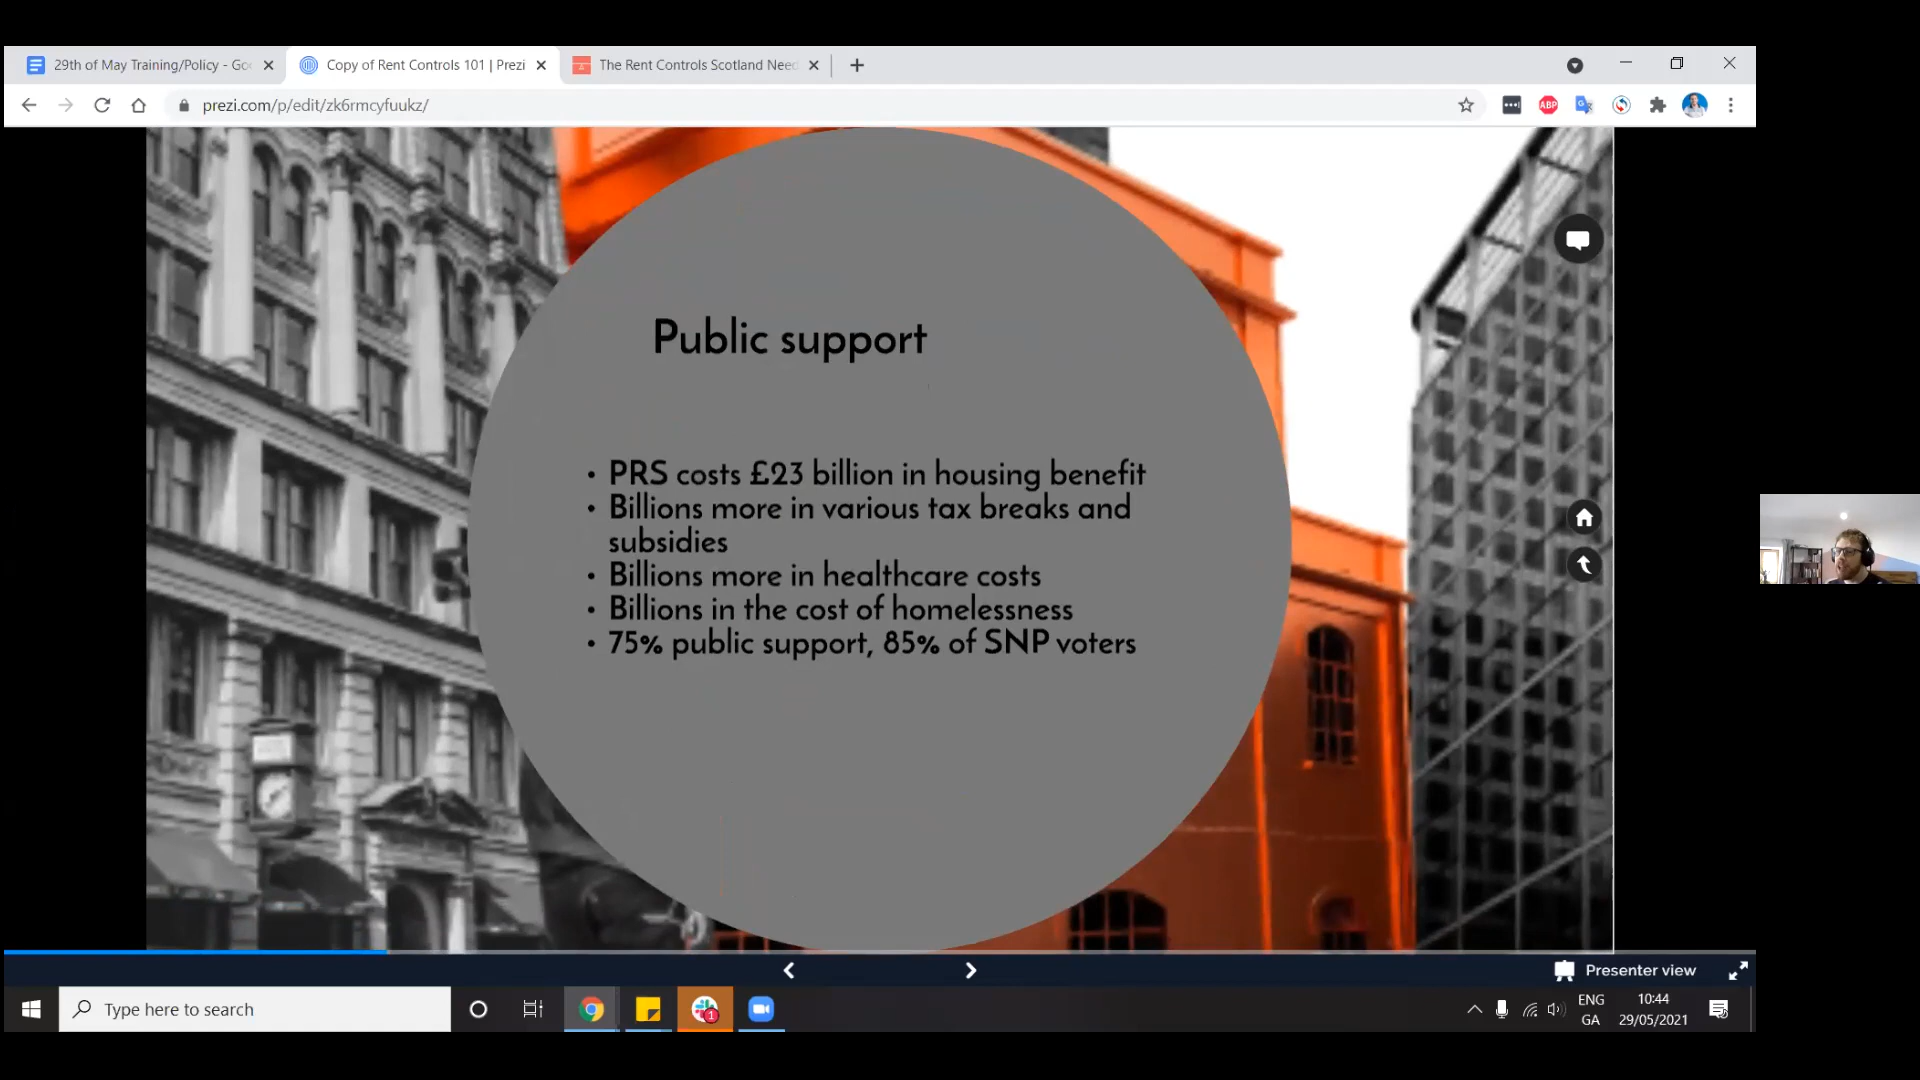 29th of May Training/Policy - Go
Copy of Rent Controls 101 | Prezi
The Rent Controls Scotland Need
prezi.com/p/edit/zk6rmcyfuukz/
ABP
Public support
• PRS costs £23 billion in housing benefit
• Billions more in various tax breaks and
subsidies
• Billions more in healthcare costs
• Billions in the cost of homelessness
• 75% public support, 85% of SNP voters
Presenter view
Type here to search
1
ENG
GA
10:44
29/05/2021